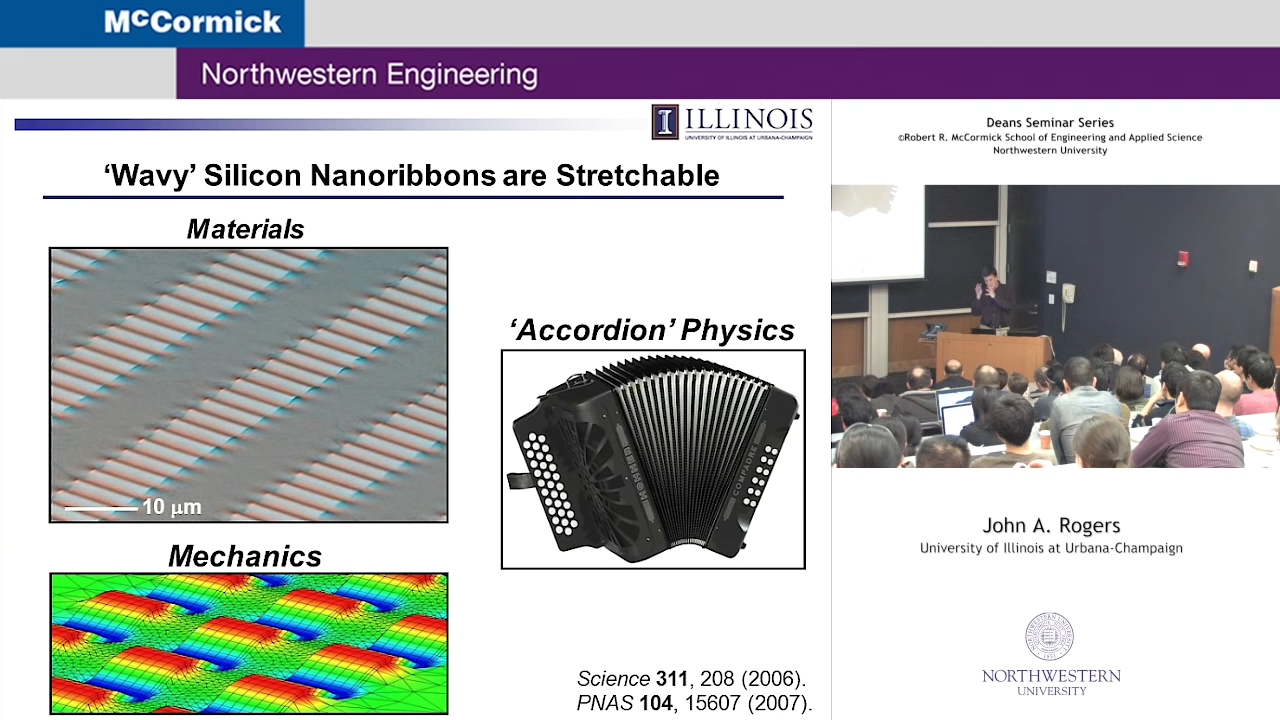 McCormick
Northwestern Engineering
I ILLINOIS
UNIVERSITY OF ILLINOIS AT URBANA-CHAMPAIGN
‘Wavy’ Silicon Nanoribbons are Stretchable
Materials
10 μm
Mechanics
‘Accordion’ Physics
HOHNER
COMPADRE
Science 311, 208 (2006).
PNAS 104, 15607 (2007).
Deans Seminar Series
©Robert R. McCormick School of Engineering and Applied Science
Northwestern University
John A. Rogers
University of Illinois at Urbana-Champaign
NORTHWESTERN
UNIVERSITY